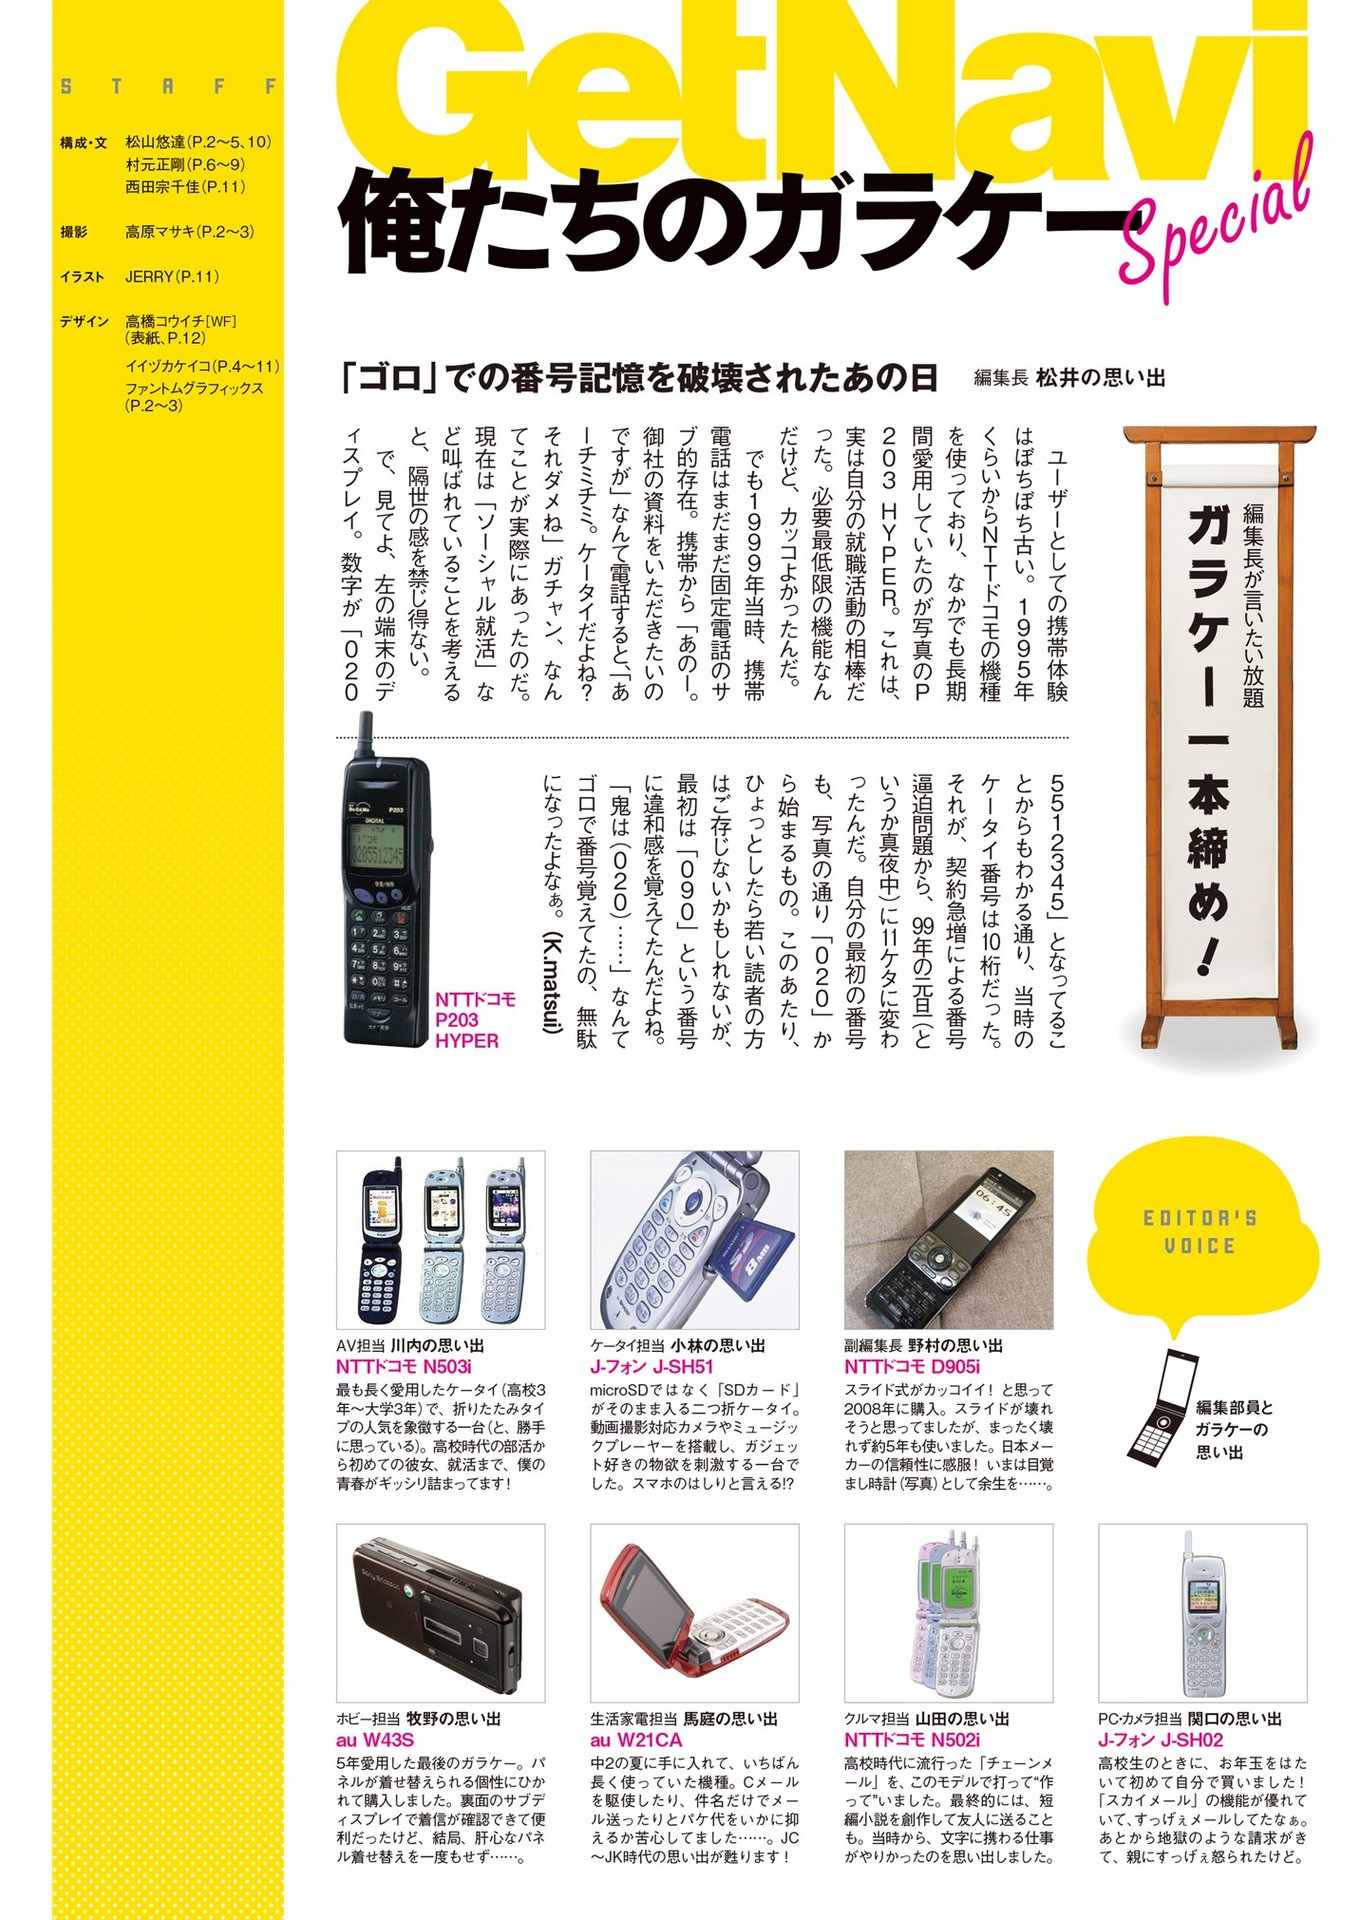 STAFF
構成・文 松山悠達(P.2〜5、10)
村元正剛(P.6〜9)
西田宗千佳(P.11)
撮影 高原マサキ(P.2〜3)
イラスト JERRY(P.11)
デザイン 高橋コウイチ[WF]
(表紙、P.12)
イイヅカケイコ(P.4〜11)
ファントムグラフィックス
(P.2〜3)
GetNavi
俺たちのガラケー
Special
「ゴロ」での番号記憶を破壊されたあの日 編集長 松井の思い出
編集長が言いたい放題
ガラケー一本締め！
ユーザーとしての携帯体験
はぼちぼち古い。1995年
くらいからNTTドコモの機種
を使っており、なかでも長期
間愛用していたのが写真のP
203 HYPER。これは、
実は自分の就職活動の相棒だ
った。必要最低限の機能なん
だけど、カッコよかったんだ。
でも1999年当時、携帯
電話はまだまだ固定電話のサ
ブ的存在。携帯から「あのー。
御社の資料をいただきたいの
ですが」なんて電話すると、「あ
ーチミチミ。ケータイだよね？
それダメね」ガチャン、なん
てことが実際にあったのだ。
現在は「ソーシャル就活」な
ど叫ばれていることを考える
と、隔世の感を禁じ得ない。
で、見てよ、左の端末のデ
ィスプレイ。数字が「020
5512345」となってるこ
とからもわかる通り、当時の
ケータイ番号は10桁だった。
それが、契約急増による番号
逼迫問題から、99年の元旦(と
いうか真夜中)に11ケタに変わ
ったんだ。自分の最初の番号
も、写真の通り「020」か
ら始まるもの。このあたり、
ひょっとしたら若い読者の方
はご存じないかもしれないが、
最初は「090」という番号
に違和感を覚えてたんだよね。
「鬼は(020)……」なんて
ゴロで番号覚えてたの、無駄
になったよなぁ。(K.matsui)
P203
DIGITAL
0205512345
NTTドコモ
P203
HYPER
EDITOR'S
VOICE
編集部員と
ガラケーの
思い出
AV担当 川内の思い出
NTTドコモ N503i
最も長く愛用したケータイ(高校3
年〜大学3年)で、折りたたみタイ
プの人気を象徴する一台(と、勝手
に思っている)。高校時代の部活か
ら初めての彼女、就活まで、僕の
青春がギッシリ詰まってます！
8MB
ケータイ担当 小林の思い出
J-フォン J-SH51
microSDではなく「SDカード」
がそのまま入る二つ折ケータイ。
動画撮影対応カメラやミュージッ
クプレーヤーを搭載し、ガジェッ
ト好きの物欲を刺激する一台で
した。スマホのはしりと言える!?
06:45
副編集長 野村の思い出
NTTドコモ D905i
スライド式がカッコイイ！ と思って
2008年に購入。スライドが壊れ
そうと思ってましたが、まったく壊
れず約5年も使いました。日本メー
カーの信頼性に感服！ いまは目覚
まし時計(写真)として余生を……。
Sony Ericsson
ホビー担当 牧野の思い出
au W43S
5年愛用した最後のガラケー。パ
ネルが着せ替えられる個性にひか
れて購入しました。裏面のサブデ
ィスプレイで着信が確認できて便
利だったけど、結局、肝心なパネ
ル着せ替えを一度もせず……。
生活家電担当 馬庭の思い出
au W21CA
中2の夏に手に入れて、いちばん
長く使っていた機種。Cメール
を駆使したり、件名だけでメー
ル送ったりとパケ代をいかに抑
えるか苦心してました……。JC
〜JK時代の思い出が甦ります！
クルマ担当 山田の思い出
NTTドコモ N502i
高校時代に流行った「チェーンメ
ール」を、このモデルで打って“作
って”いました。最終的には、短
編小説を創作して友人に送ること
も。当時から、文字に携わる仕事
がやりかったのを思い出しました。
PC・カメラ担当 関口の思い出
J-フォン J-SH02
高校生のときに、お年玉をはた
いて初めて自分で買いました！
「スカイメール」の機能が優れて
いて、すっげぇメールしてたなぁ。
あとから地獄のような請求がき
て、親にすっげぇ怒られたけど。